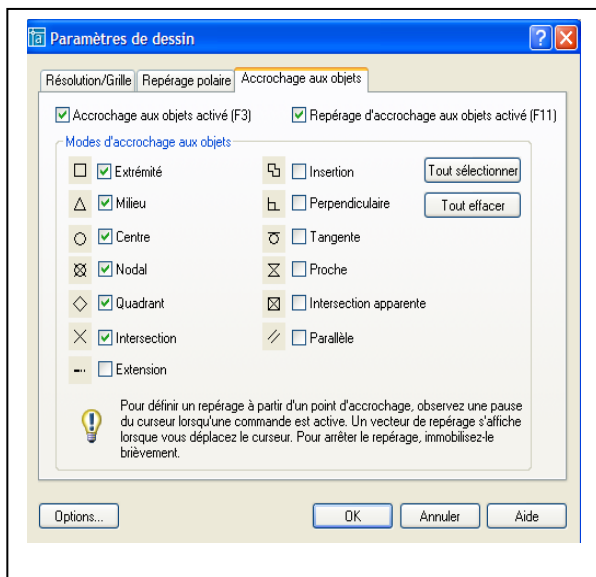 Paramètres de dessin
Résolution/Grille Repérage polaire Accrochage aux objets
Accrochage aux objets activé (F3) Repérage d'accrochage aux objets activé (F11)
Modes d'accrochage aux objets
Extrémité Insertion Tout sélectionner
Milieu Perpendiculaire Tout effacer
Centre Tangente
Nodal Proche
Quadrant Intersection apparente
Intersection Parallèle
Extension
Pour définir un repérage à partir d'un point d'accrochage, observez une pause
du curseur lorsqu'une commande est active. Un vecteur de repérage s'affiche
lorsque vous déplacez le curseur. Pour arrêter le repérage, immobilisez-le
brièvement.
Options... OK Annuler Aide